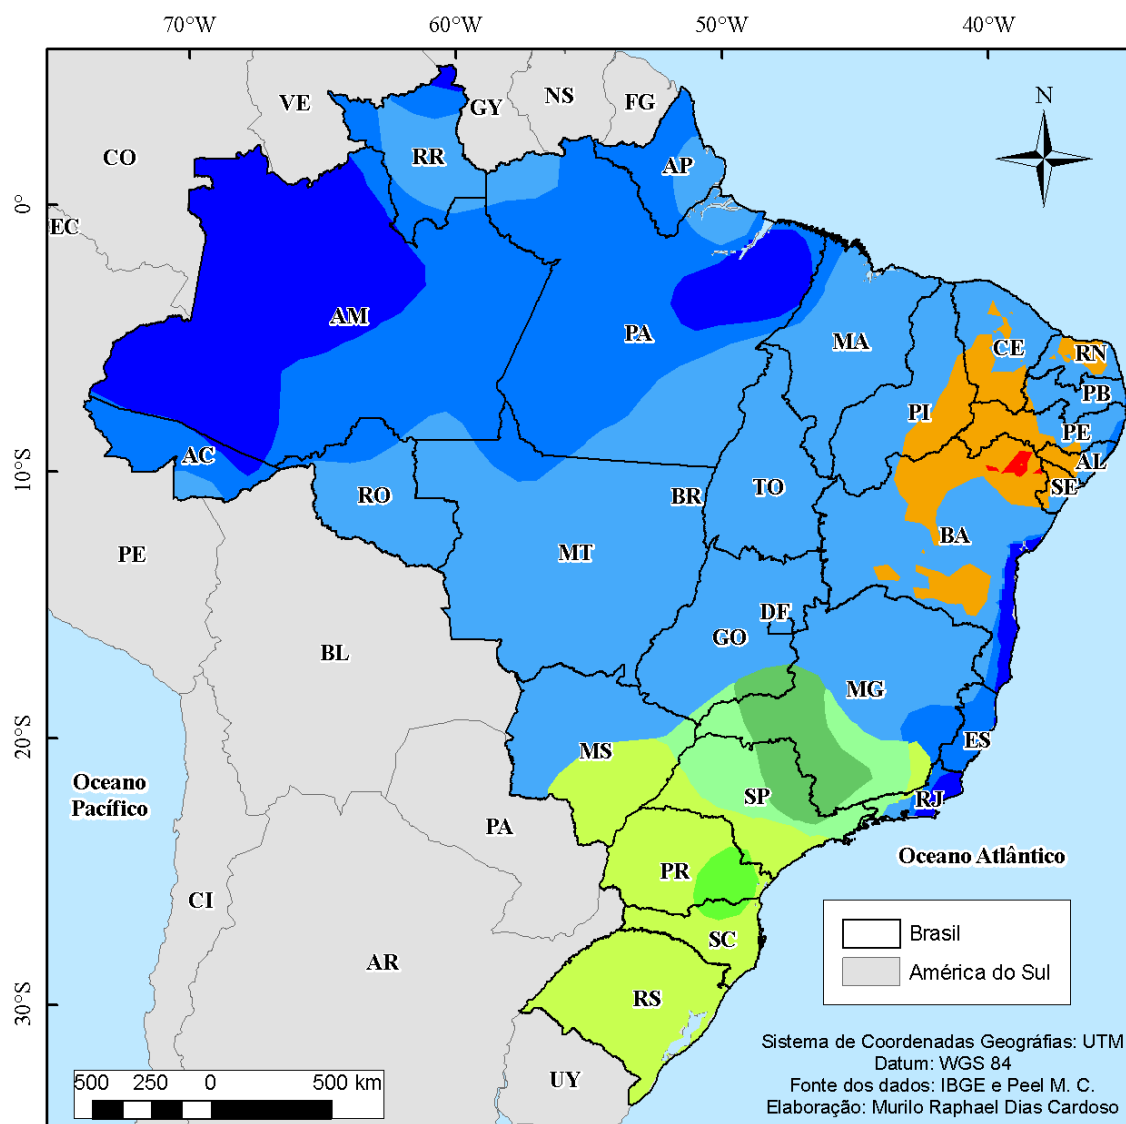 70°W 60°W 50°W 40°W
N
VE
GY
NS
FG
CO
RR
AP
0°
EC
AM
PA
MA
CE
RN
PI
PB
PE
AC
AL
10°S
RO
BR
TO
SE
BA
PE
MT
DF
GO
BL
MG
20°S
MS
ES
Oceano
Pacífico
SP
RJ
PA
Oceano Atlântico
PR
CI
SC
AR
RS
30°S
UY
Brasil
América do Sul
500 250 0 500 km
Sistema de Coordenadas Geográfias: UTM
Datum: WGS 84
Fonte dos dados: IBGE e Peel M. C.
Elaboração: Murilo Raphael Dias Cardoso